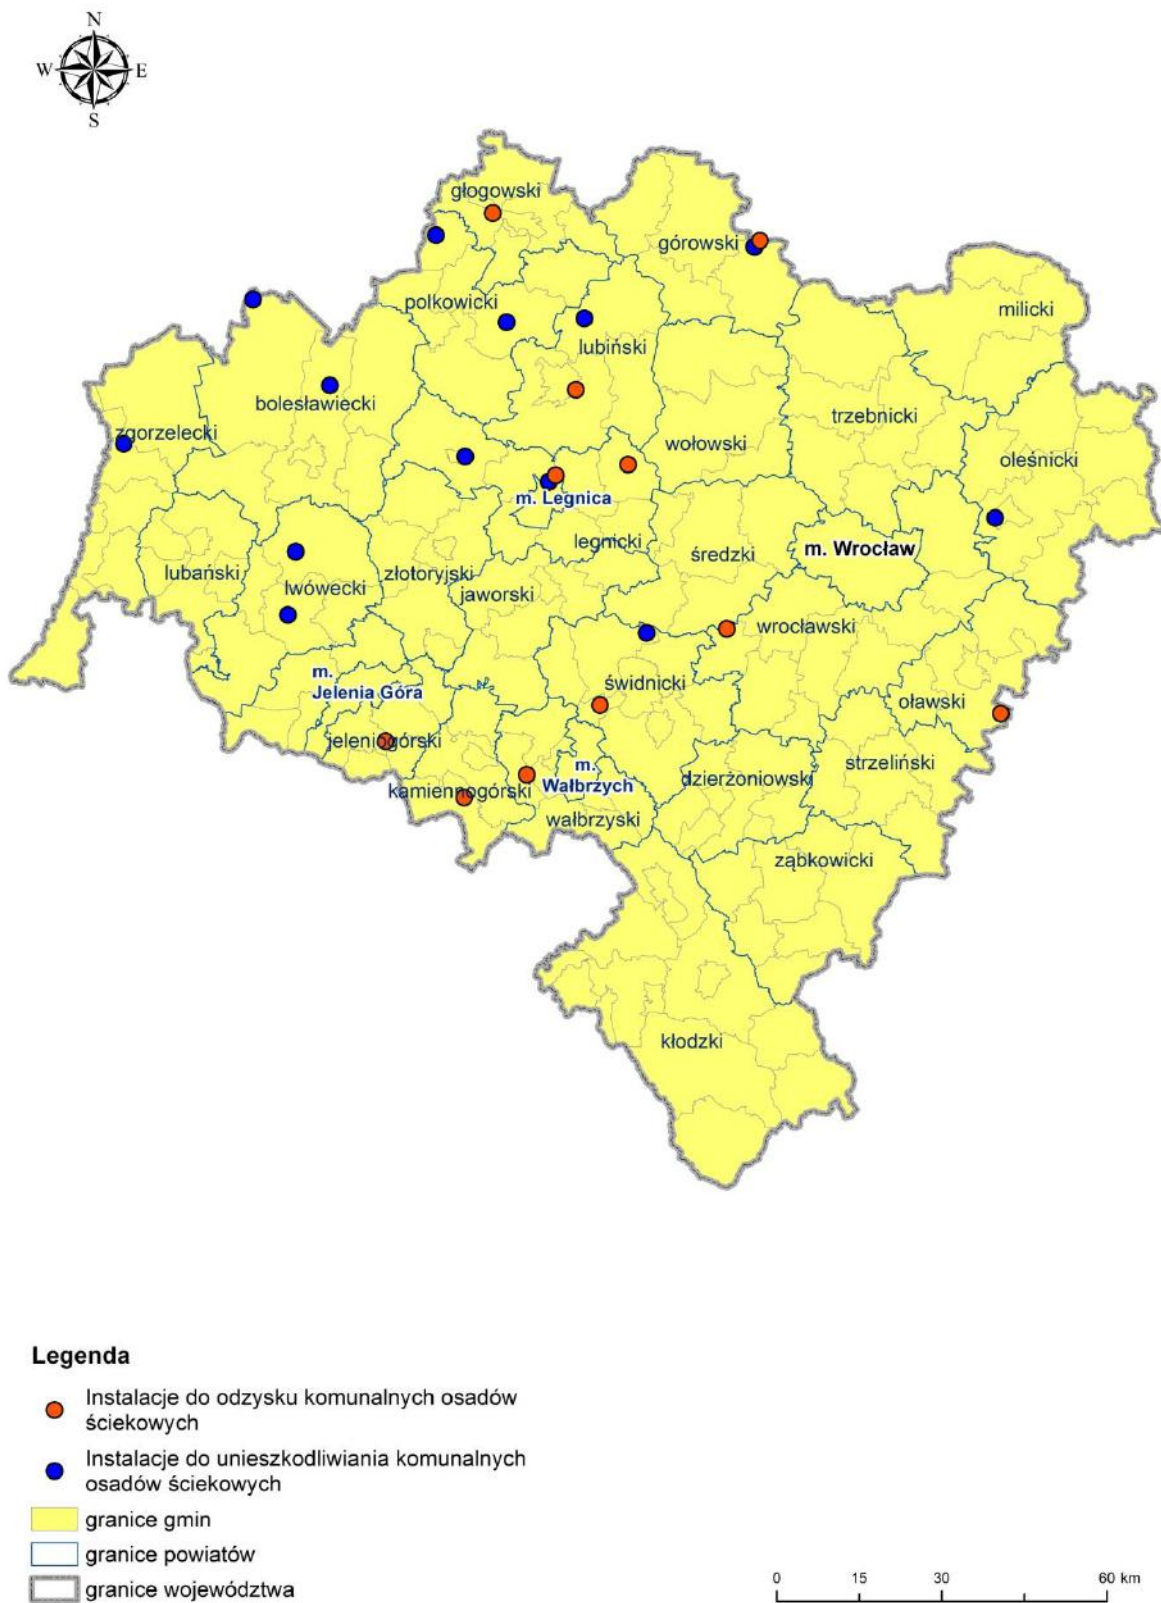 N
W E
S
głogowski
górowski
milicki
polkowicki
lubiński
bolesławiecki
trzebnicki
zgorzelecki
wołowski
oleśnicki
m. Legnica
legnicki
średzki
m. Wrocław
lubański
lwówecki
złotoryjski
jaworski
wrocławski
m.
Jelenia Góra
świdnicki
oławski
jeleniogórski
strzeliński
m.
Wałbrzych
dzierżoniowski
kamiennogórski
wałbrzyski
ząbkowicki
kłodzki
Legenda
Instalacje do odzysku komunalnych osadów
ściekowych
Instalacje do unieszkodliwiania komunalnych
osadów ściekowych
granice gmin
granice powiatów
granice województwa
0 15 30 60 km